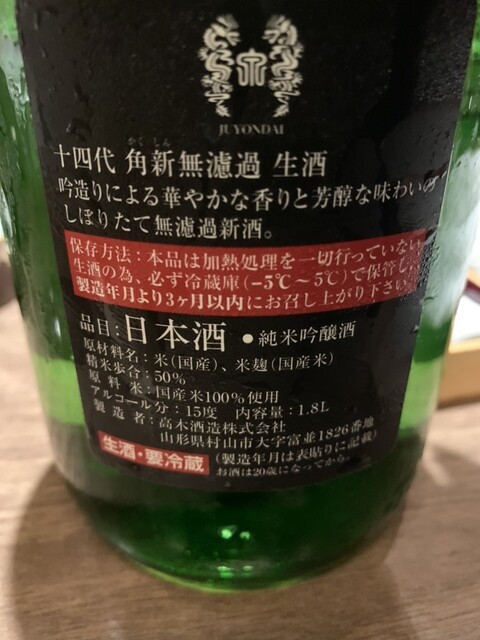 JUYONDAI
かく しん
十四代 角新無濾過 生酒
吟造りによる華やかな香りと芳醇な味わいの
しぼりたて無濾過新酒。
保存方法：本品は加熱処理を一切行っていない
生酒の為、必ず冷蔵庫(−5℃〜5℃)で保管し、
製造年月より3ヶ月以内にお召し上がり下さい。
品目：日本酒 ● 純米吟醸酒
原材料名：米(国産)、米麹(国産米)
精米歩合：50%
原料米：国産米100%使用
アルコール分：15度 内容量：1.8L
製造者：高木酒造株式会社
山形県村山市大字富並1826番地
生酒・要冷蔵
(製造年月は表貼りに記載)
お酒は20歳になってから。